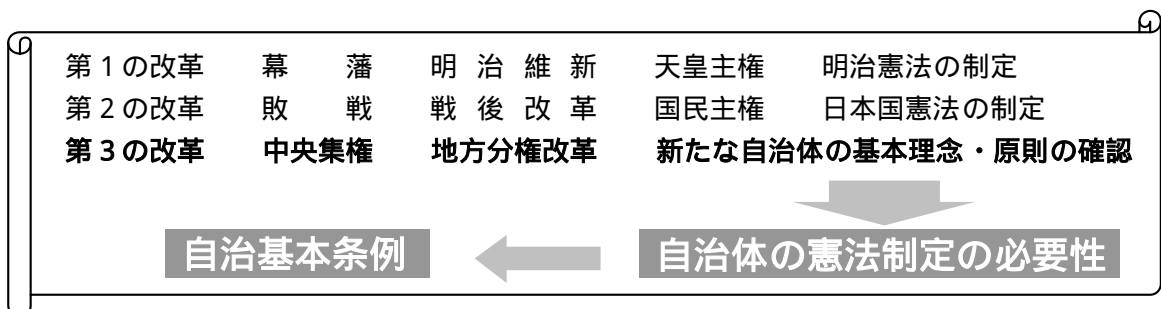 第1の改革 幕藩 明治維新 天皇主権 明治憲法の制定
第2の改革 敗戦 戦後改革 国民主権 日本国憲法の制定
第3の改革 中央集権 地方分権改革 新たな自治体の基本理念・原則の確認
自治基本条例 自治体の憲法制定の必要性